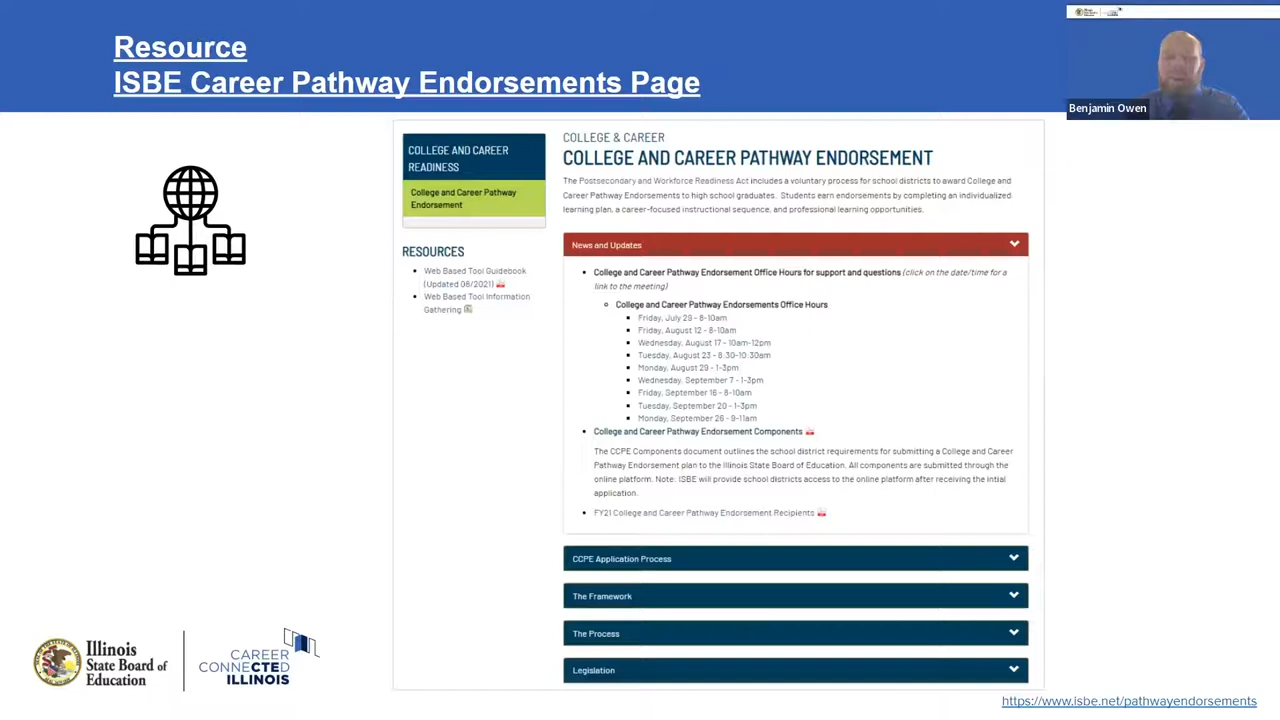 Resource
ISBE Career Pathway Endorsements Page
Benjamin Owen
COLLEGE AND CAREER
READINESS
College and Career Pathway
Endorsement
RESOURCES
Web Based Tool Guidebook
(Updated 08/2021)
Web Based Tool Information
Gathering
COLLEGE & CAREER
COLLEGE AND CAREER PATHWAY ENDORSEMENT
The Postsecondary and Workforce Readiness Act includes a voluntary process for school districts to award College and
Career Pathway Endorsements to high school graduates. Students earn endorsements by completing an individualized
learning plan, a career-focused instructional sequence, and professional learning opportunities.
News and Updates
College and Career Pathway Endorsement Office Hours for support and questions (click on the date/time for a
link to the meeting)
College and Career Pathway Endorsements Office Hours
Friday, July 29 - 8-10am
Friday, August 12 - 8-10am
Wednesday, August 17 - 10am-12pm
Tuesday, August 23 - 8:30-10:30am
Monday, August 29 - 1-3pm
Wednesday, September 7 - 1-3pm
Friday, September 16 - 8-10am
Tuesday, September 20 - 1-3pm
Monday, September 26 - 9-11am
College and Career Pathway Endorsement Components
The CCPE Components document outlines the school district requirements for submitting a College and Career
Pathway Endorsement plan to the Illinois State Board of Education. All components are submitted through the
online platform. Note: ISBE will provide school districts access to the online platform after receiving the intial
application.
FY21 College and Career Pathway Endorsement Recipients
CCPE Application Process
The Framework
The Process
Legislation
Illinois
State Board of
Education
CAREER
CONNECTED
ILLINOIS
https://www.isbe.net/pathwayendorsements